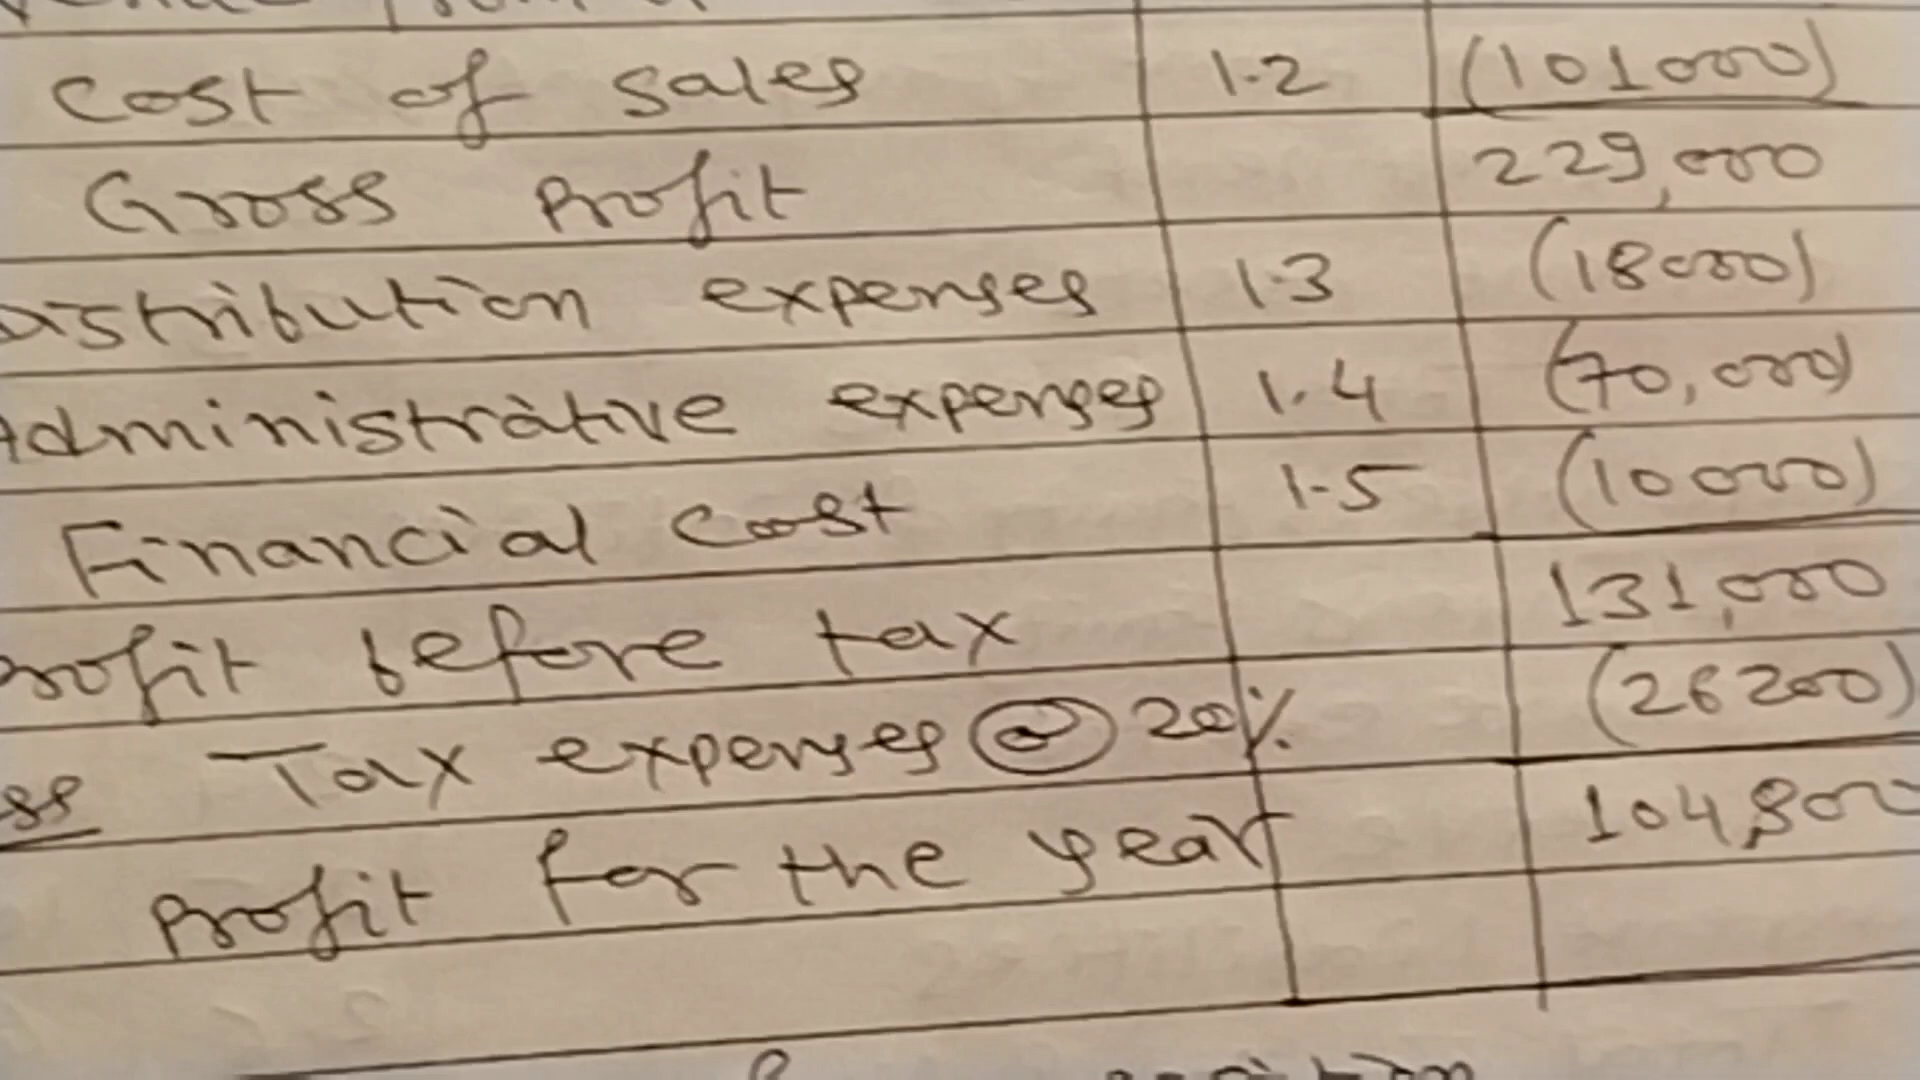 Cost of sales 1.2 (101000)
Gross Profit 229,000
Distribution expenses 1.3 (18000)
Administrative expenses 1.4 (70,000)
Financial Cost 1.5 (10000)
Profit before tax 131,000
Tax expenses @ 20% (26200)
Profit for the year 104,800